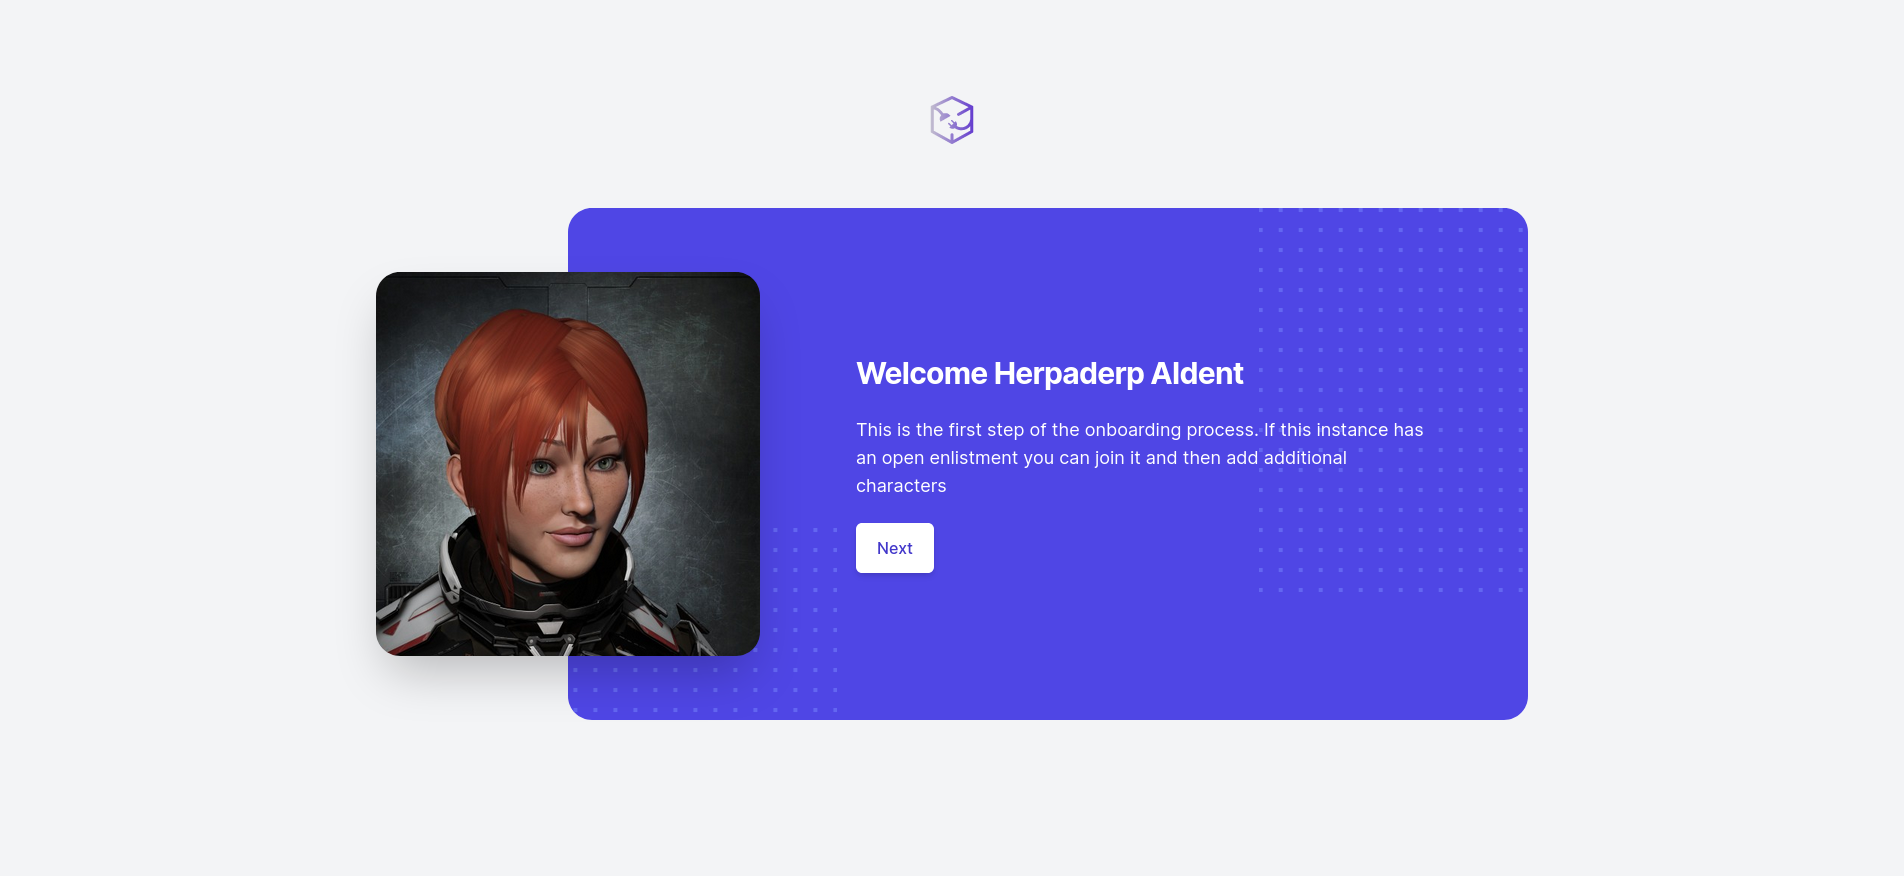 Welcome Herpaderp Aldent
This is the first step of the onboarding process. If this instance has
an open enlistment you can join it and then add additional
characters
Next